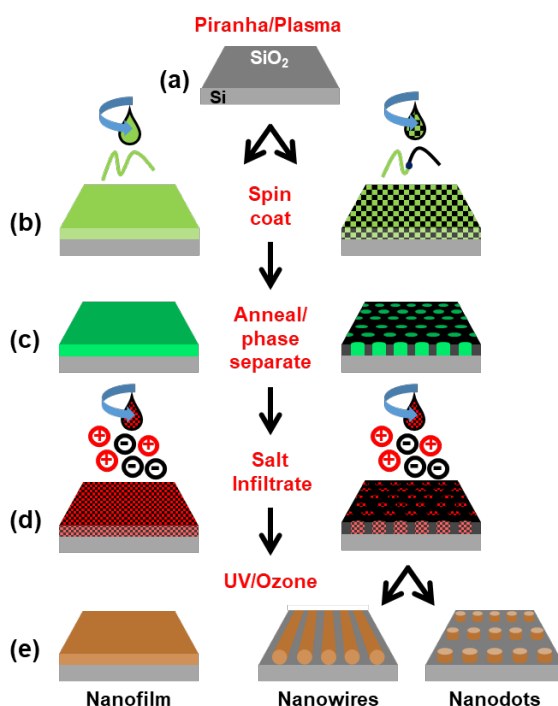 Piranha/Plasma
(a)
SiO₂
Si
(b)
Spin
coat
(c)
Anneal/
phase
separate
+ - +
+ - -
+ - +
+ - -
(d)
Salt
Infiltrate
UV/Ozone
(e)
Nanofilm
Nanowires
Nanodots